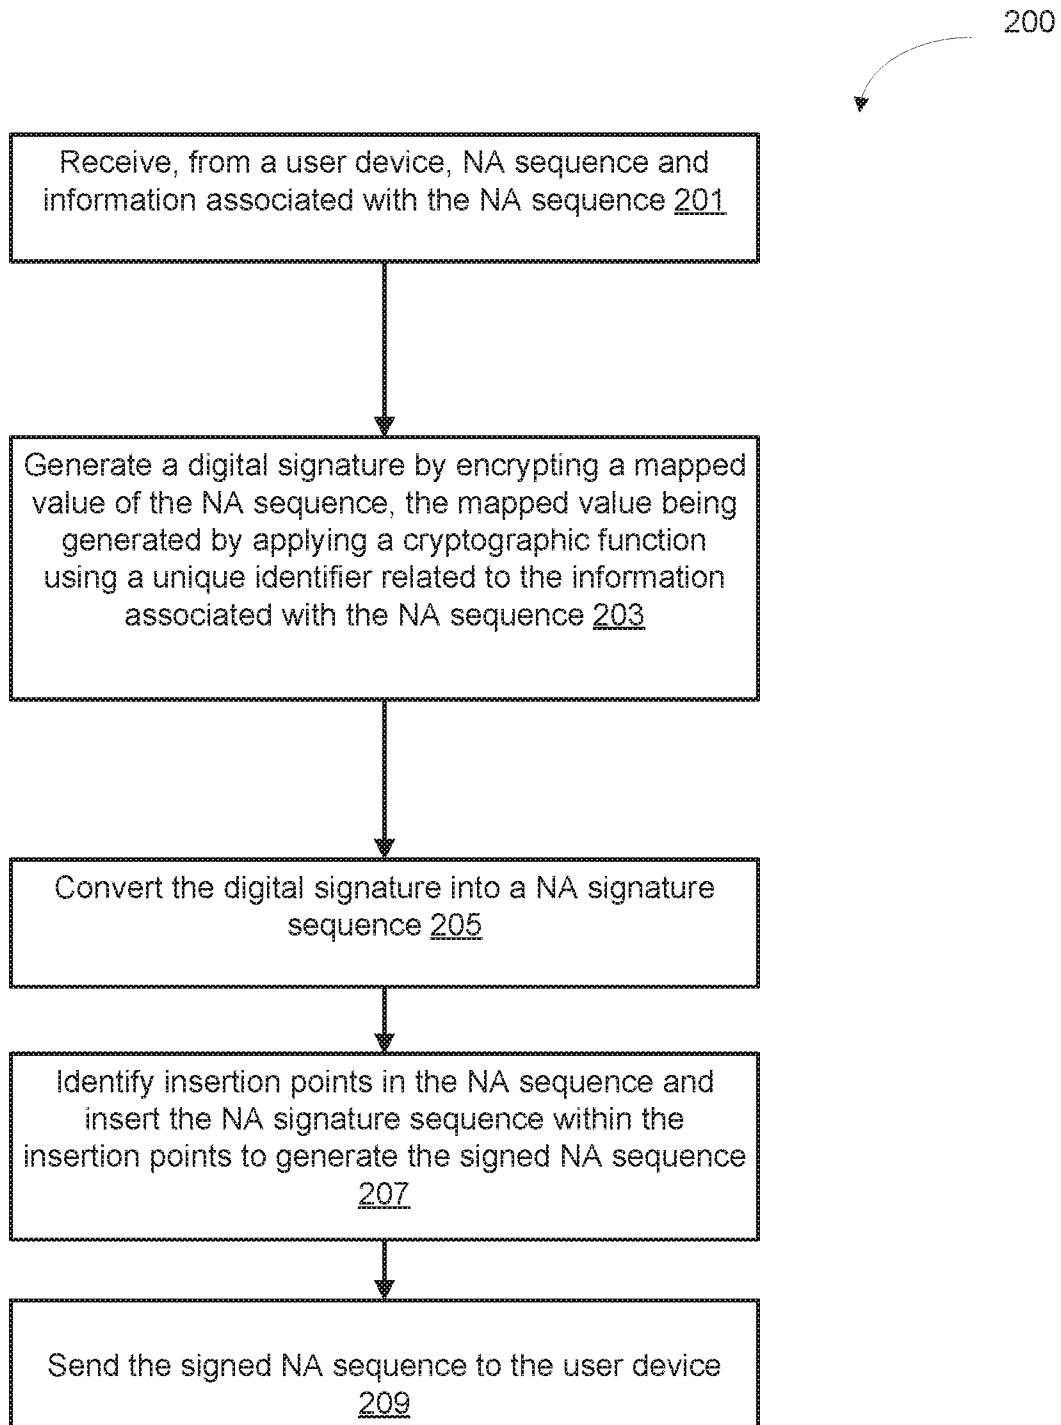 200
Receive, from a user device, NA sequence and
information associated with the NA sequence 201
Generate a digital signature by encrypting a mapped
value of the NA sequence, the mapped value being
generated by applying a cryptographic function
using a unique identifier related to the information
associated with the NA sequence 203
Convert the digital signature into a NA signature
sequence 205
Identify insertion points in the NA sequence and
insert the NA signature sequence within the
insertion points to generate the signed NA sequence
207
Send the signed NA sequence to the user device
209